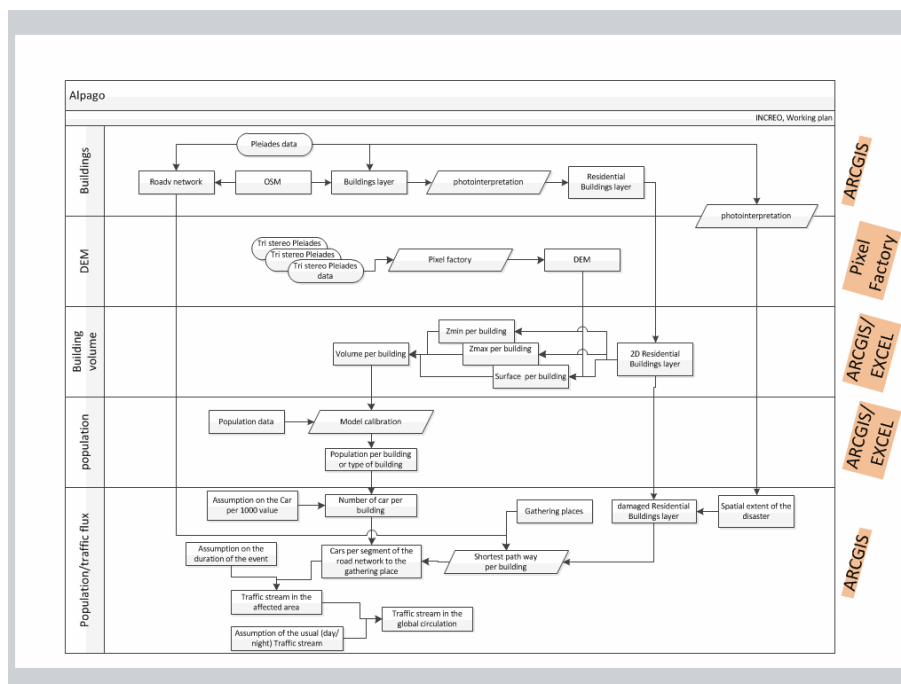 Alpago
INCREO, Working plan
Buildings
Pleiades data
Roadv network
OSM
Buildings layer
photointerpretation
Residential
Buildings layer
photointerpretation
ARCGIS
DEM
Tri stereo Pleiades
Tri stereo Pleiades
Tri stereo Pleiades
data
Pixel factory
DEM
Pixel
Factory
Building
volume
Zmin per building
Volume per building
Zmax per building
Surface per building
2D Residential
Buildings layer
ARCGIS/
EXCEL
population
Population data
Model calibration
Population per building
or type of building
ARCGIS/
EXCEL
Population/traffic flux
Assumption on the Car
per 1000 value
Number of car per
building
Gathering places
damaged Residential
Buildings layer
Spatial extent of the
disaster
Assumption on the
duration of the event
Cars per segment of the
road network to the
gathering place
Shortest path way
per building
Traffic stream in the
affected area
Traffic stream in the
global circulation
Assumption of the usual (day/
night) Traffic stream
ARCGIS